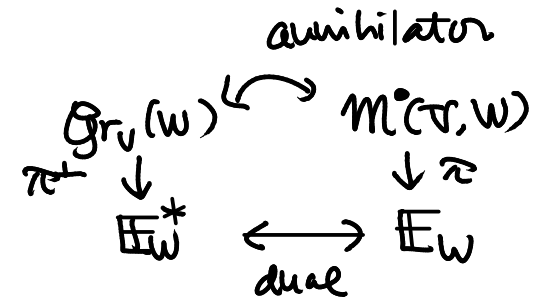 annihilator
Gr_v(W) ↔ M°(V, W)
π^⊥ ↓ ↓ π
𝔼_W^* ↔ 𝔼_W
dual